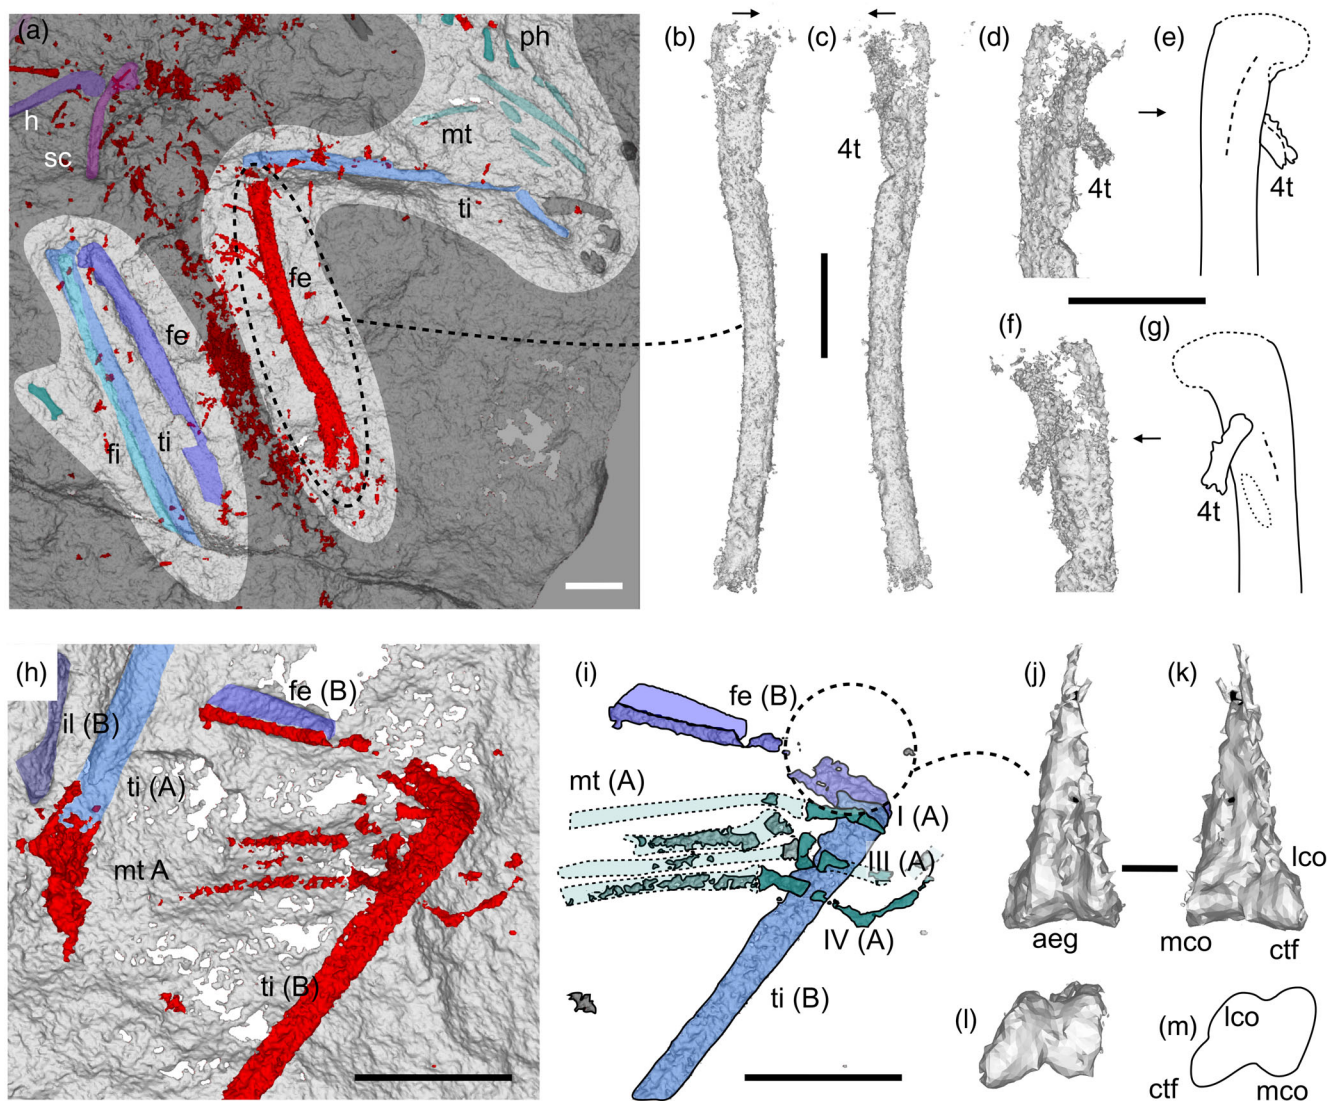 (a)
ph
h
sc
mt
ti
fe
fe
fi
ti
(b)
(c)
4t
(d)
4t
(e)
4t
(f)
(g)
4t
(h)
il (B)
fe (B)
ti (A)
mt A
ti (B)
(i)
fe (B)
mt (A)
I (A)
III (A)
IV (A)
ti (B)
(j)
aeg
(k)
lco
mco
ctf
(l)
(m)
lco
ctf
mco